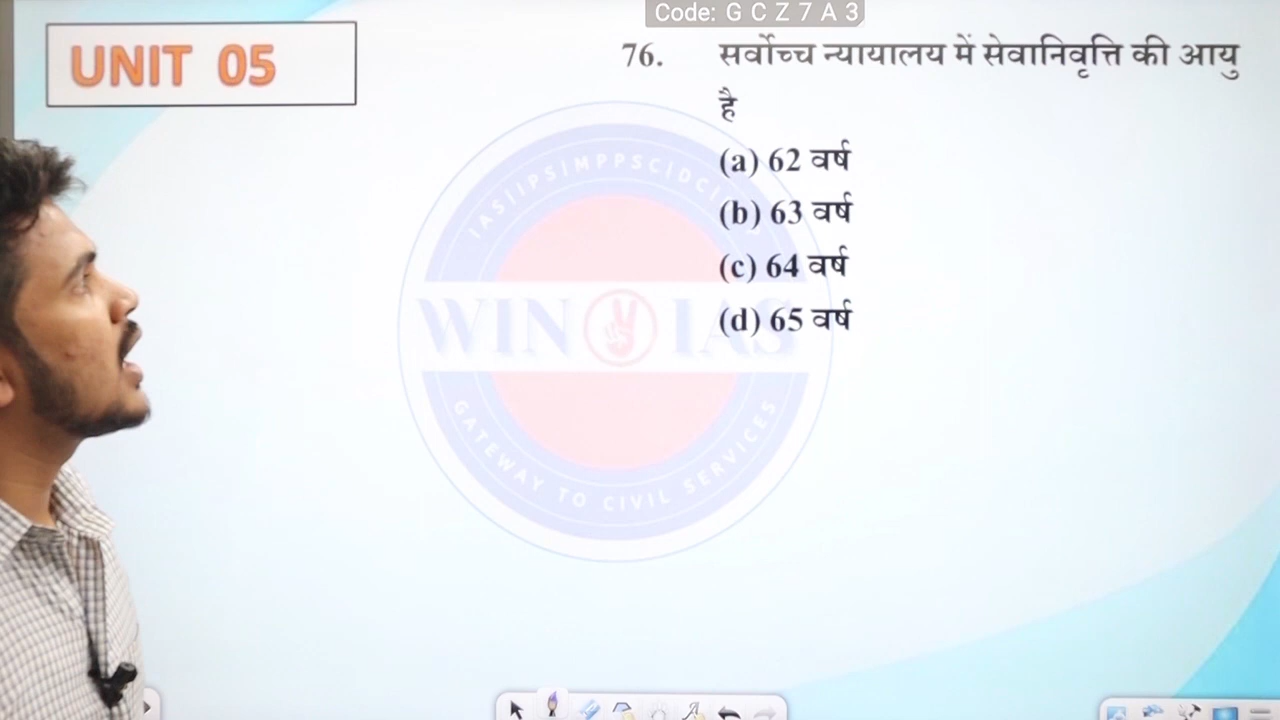 Code: G C Z 7 A 3
UNIT 05
76. सर्वोच्च न्यायालय में सेवानिवृत्ति की आयु
है
(a) 62 वर्ष
(b) 63 वर्ष
(c) 64 वर्ष
(d) 65 वर्ष
WIN IAS
GATEWAY TO CIVIL SERVICES